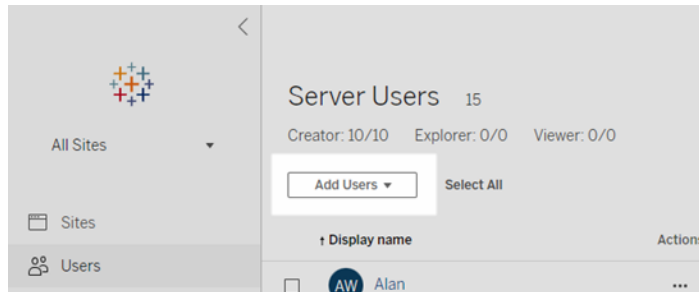 Server Users 15
Creator: 10/10 Explorer: 0/0 Viewer: 0/0
All Sites
Add Users Select All
Sites
↑ Display name Actions
Users
AW Alan